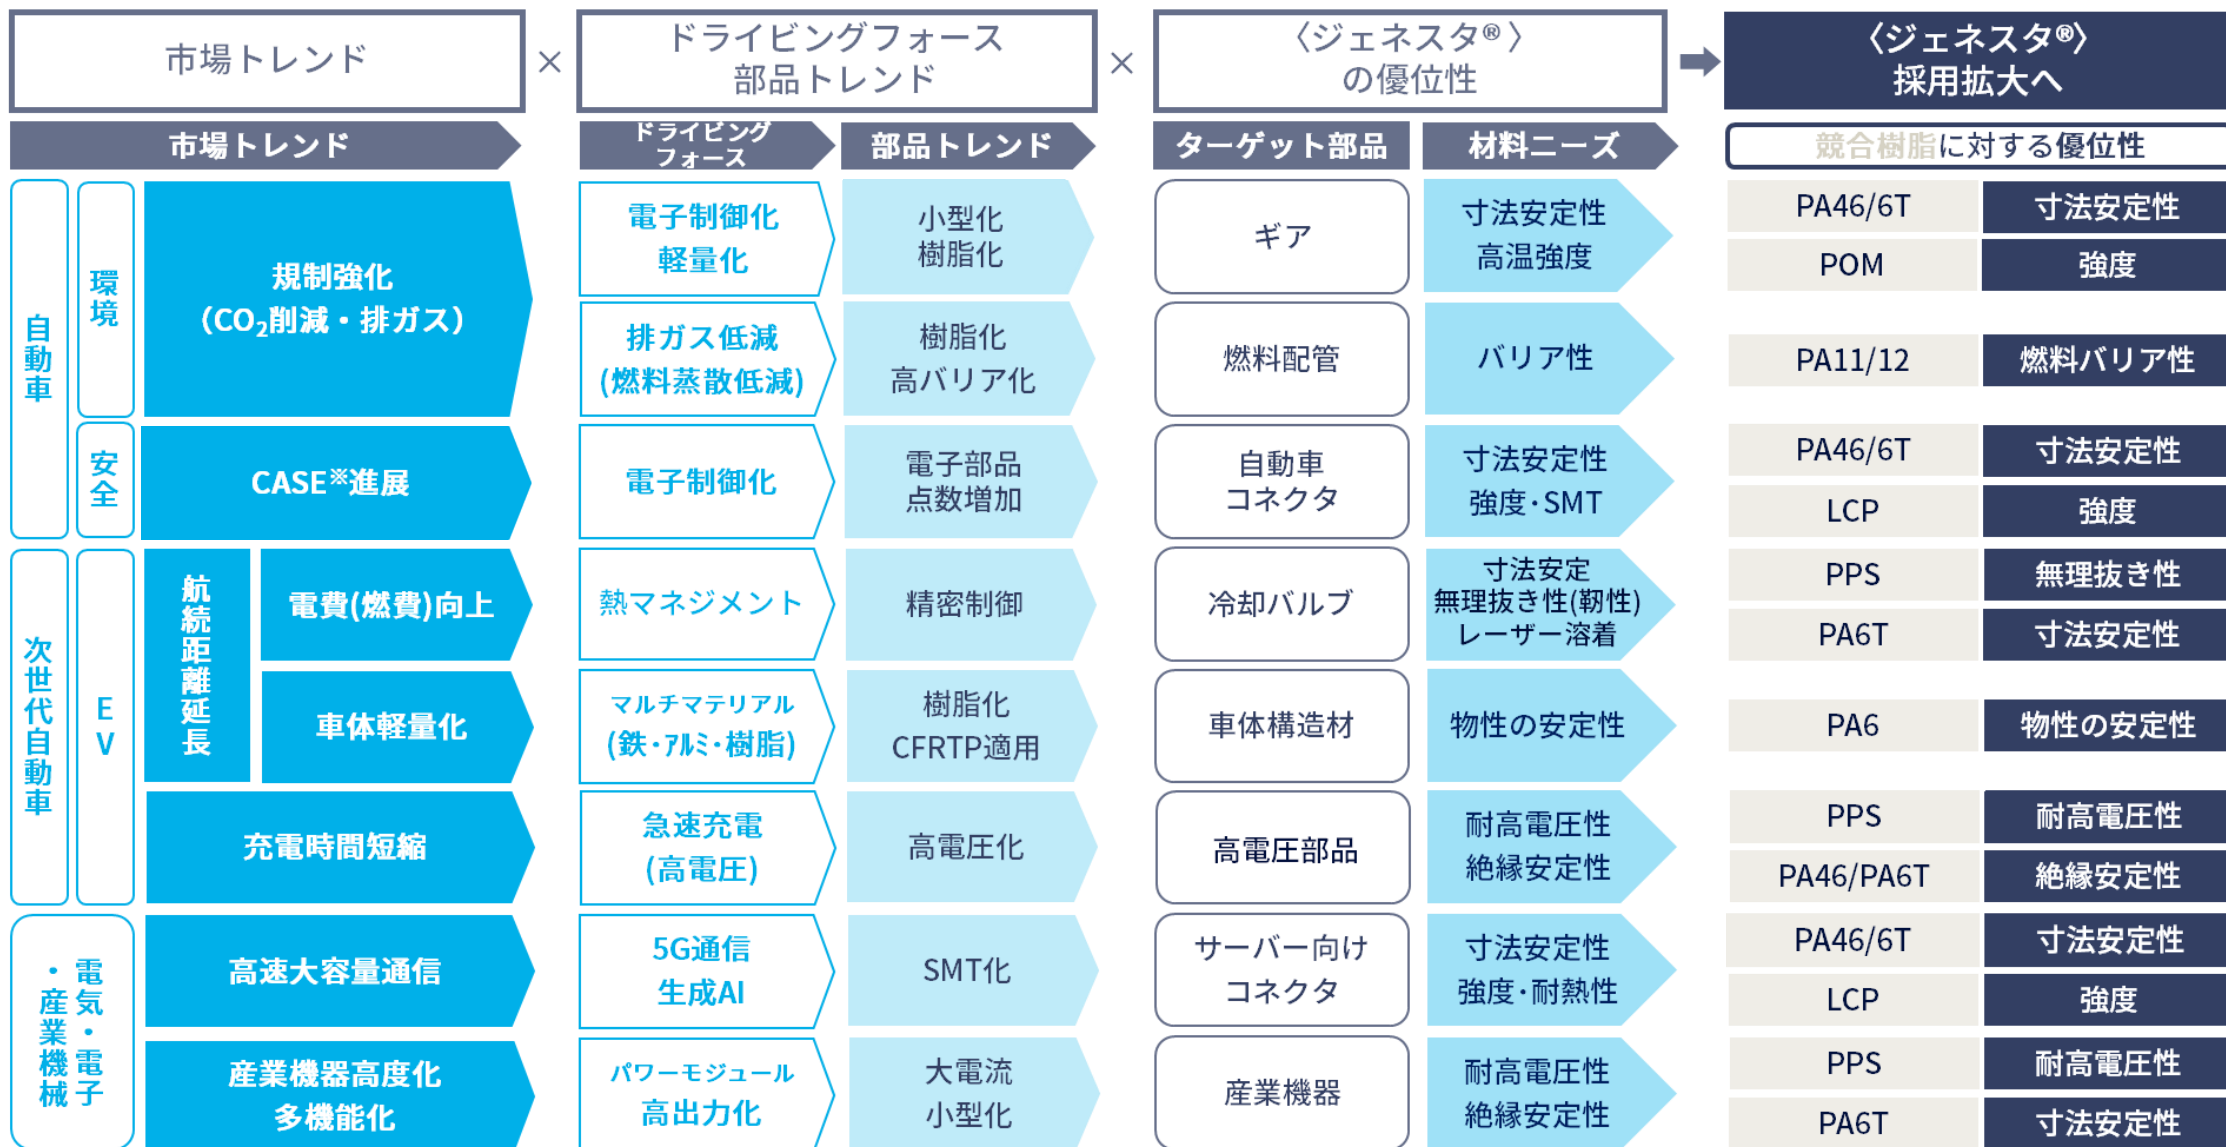 市場トレンド
×
ドライビングフォース
部品トレンド
×
〈ジェネスタ®〉
の優位性
〈ジェネスタ®〉
採用拡大へ
市場トレンド
ドライビング
フォース
部品トレンド
ターゲット部品
材料ニーズ
競合樹脂に対する優位性
自動車
環境
規制強化
（CO₂削減・排ガス）
電子制御化
軽量化
小型化
樹脂化
ギア
寸法安定性
高温強度
PA46/6T
寸法安定性
POM
強度
排ガス低減
(燃料蒸散低減)
樹脂化
高バリア化
燃料配管
バリア性
PA11/12
燃料バリア性
安全
CASE※進展
電子制御化
電子部品
点数増加
自動車
コネクタ
寸法安定性
強度・SMT
PA46/6T
寸法安定性
LCP
強度
次世代自動車
EV
航続距離延長
電費(燃費)向上
熱マネジメント
精密制御
冷却バルブ
寸法安定
無理抜き性(靭性)
レーザー溶着
PPS
無理抜き性
PA6T
寸法安定性
車体軽量化
マルチマテリアル
(鉄・ｱﾙﾐ・樹脂)
樹脂化
CFRTP適用
車体構造材
物性の安定性
PA6
物性の安定性
充電時間短縮
急速充電
(高電圧)
高電圧化
高電圧部品
耐高電圧性
絶縁安定性
PPS
耐高電圧性
PA46/PA6T
絶縁安定性
電気・電子
・産業機械
高速大容量通信
5G通信
生成AI
SMT化
サーバー向け
コネクタ
寸法安定性
強度・耐熱性
PA46/6T
寸法安定性
LCP
強度
産業機器高度化
多機能化
パワーモジュール
高出力化
大電流
小型化
産業機器
耐高電圧性
絶縁安定性
PPS
耐高電圧性
PA6T
寸法安定性